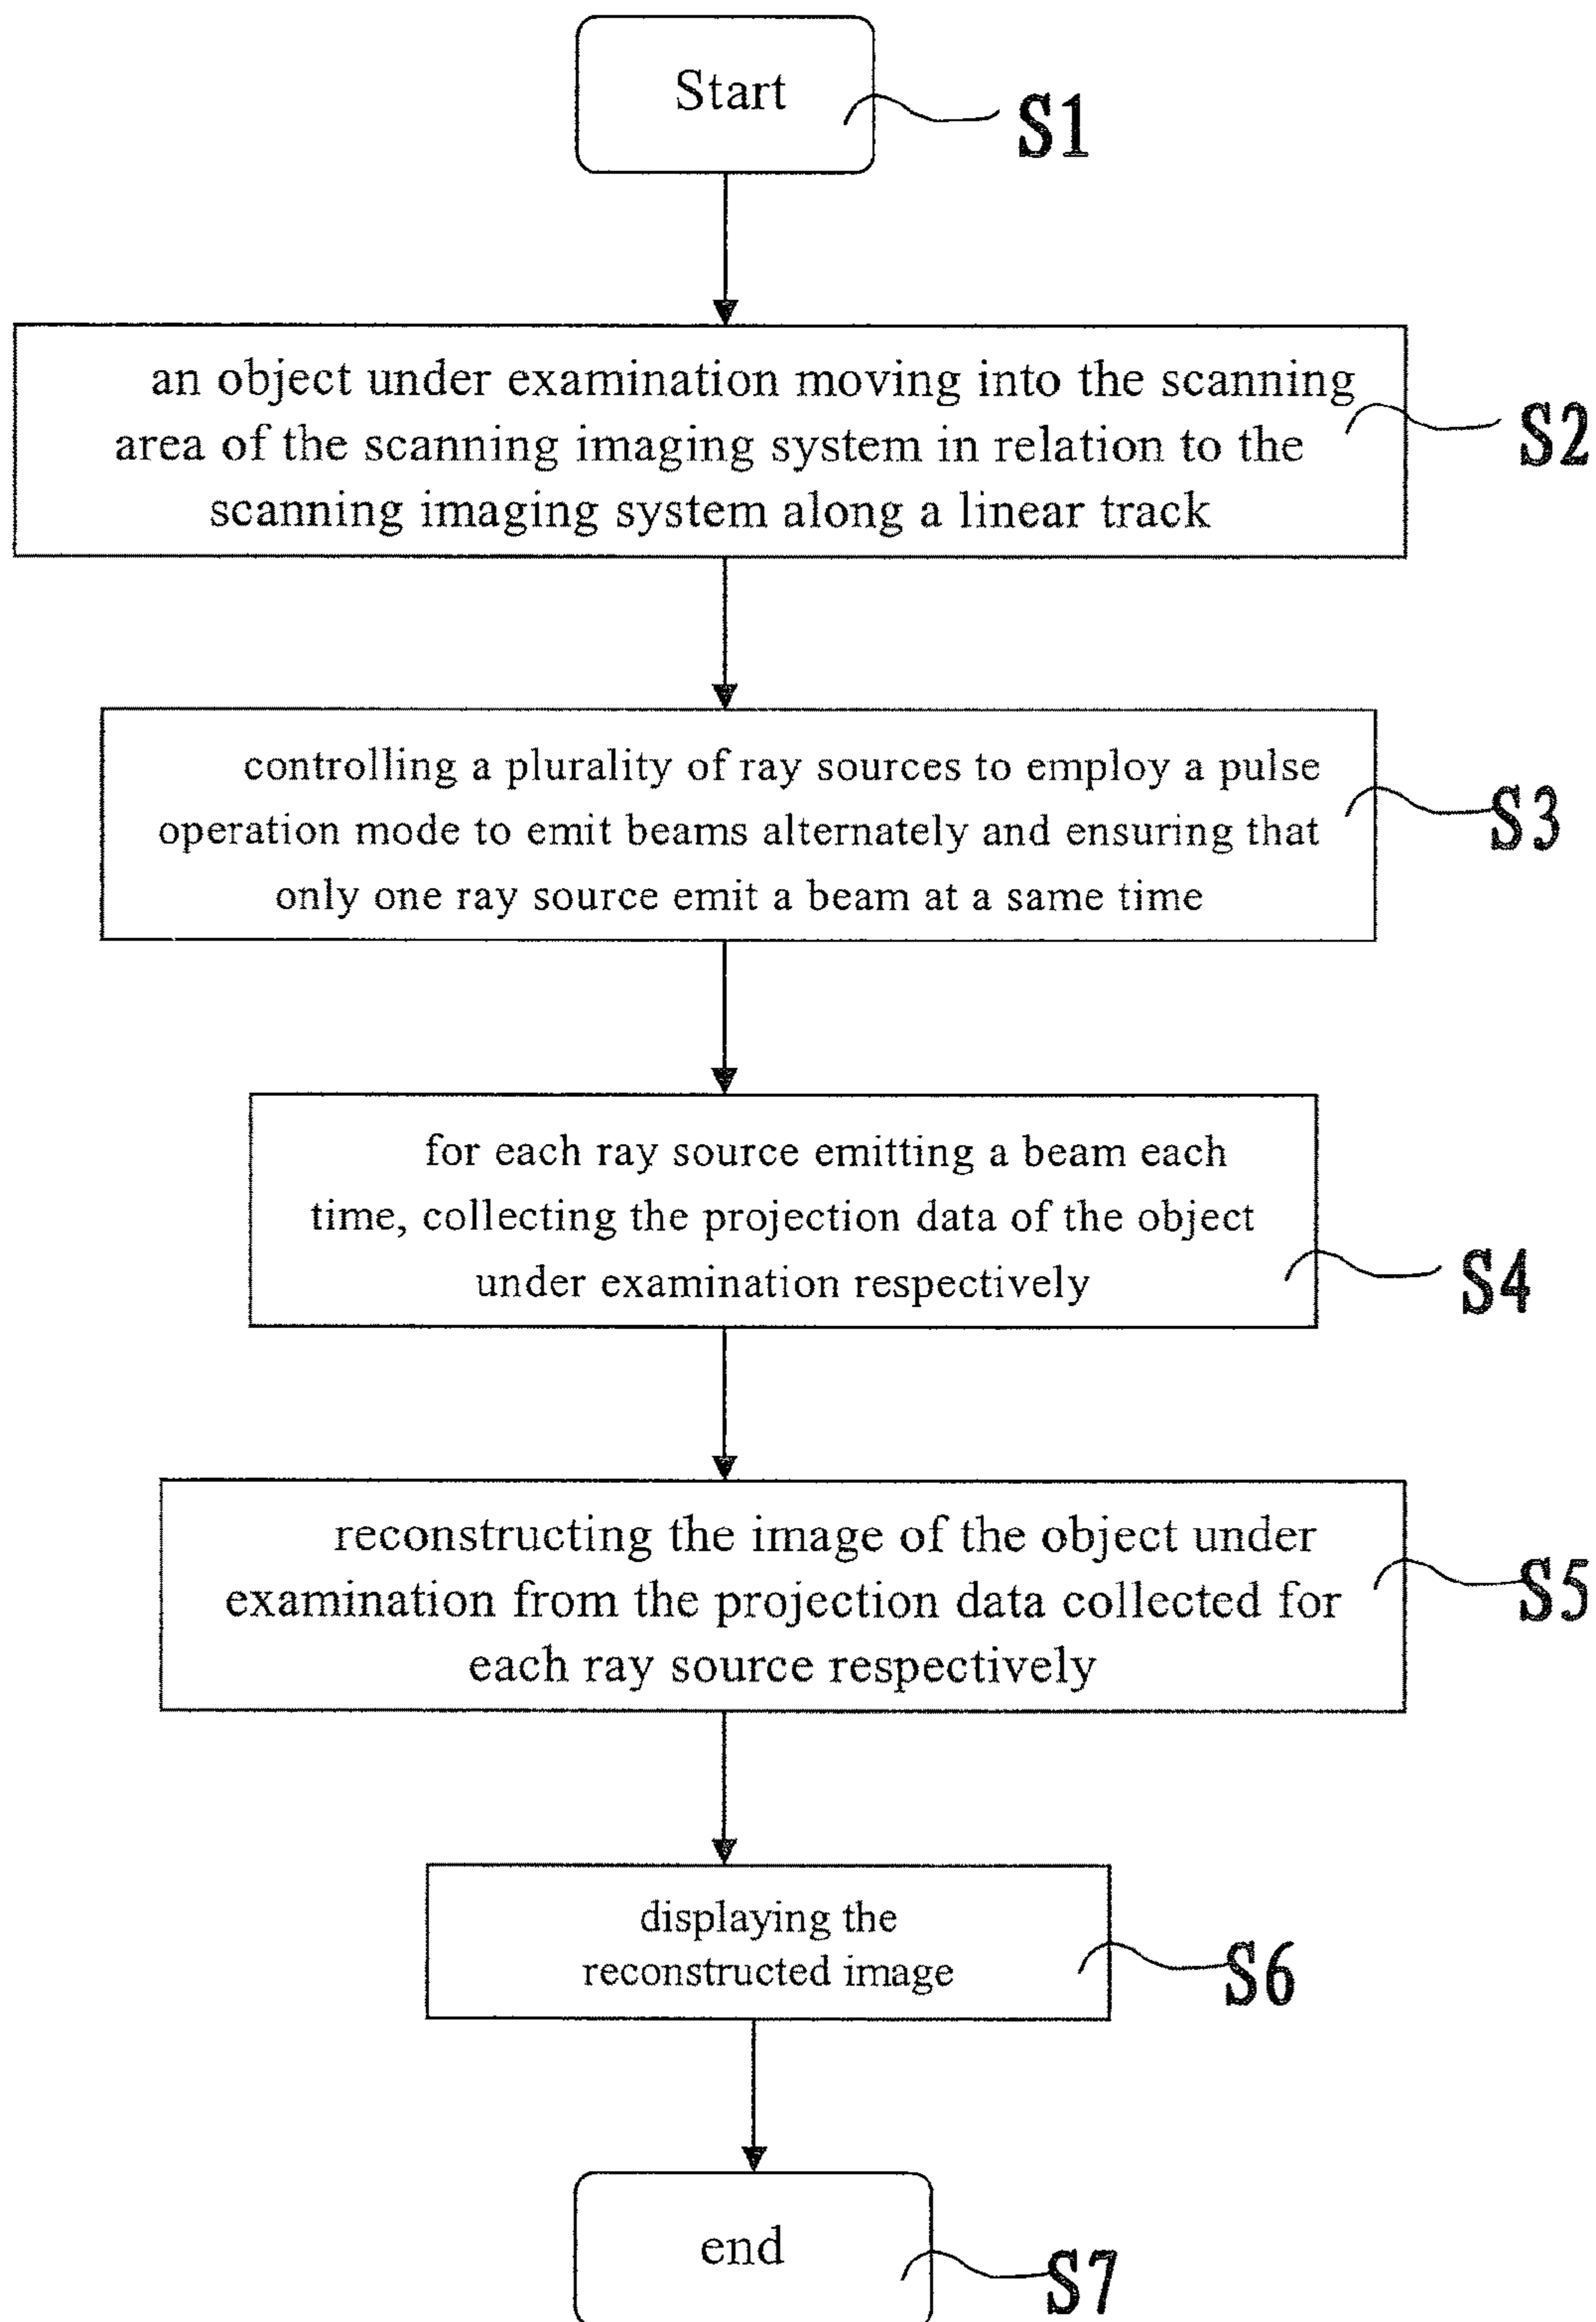 Start
S1
an object under examination moving into the scanning
area of the scanning imaging system in relation to the
scanning imaging system along a linear track
S2
controlling a plurality of ray sources to employ a pulse
operation mode to emit beams alternately and ensuring that
only one ray source emit a beam at a same time
S3
for each ray source emitting a beam each
time, collecting the projection data of the object
under examination respectively
S4
reconstructing the image of the object under
examination from the projection data collected for
each ray source respectively
S5
displaying the
reconstructed image
S6
end
S7